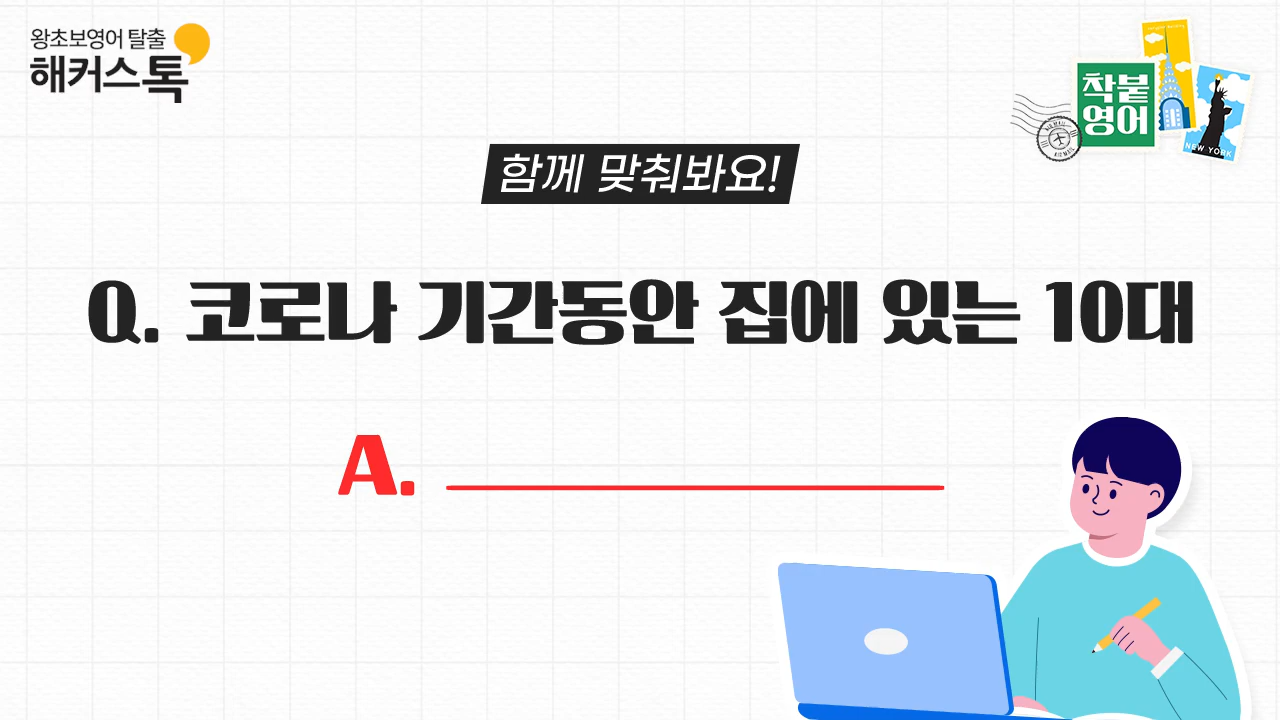 왕초보영어 탈출
해커스톡
착붙
영어
NEW YORK
함께 맞춰봐요!
Q. 코로나 기간동안 집에 있는 10대
A.